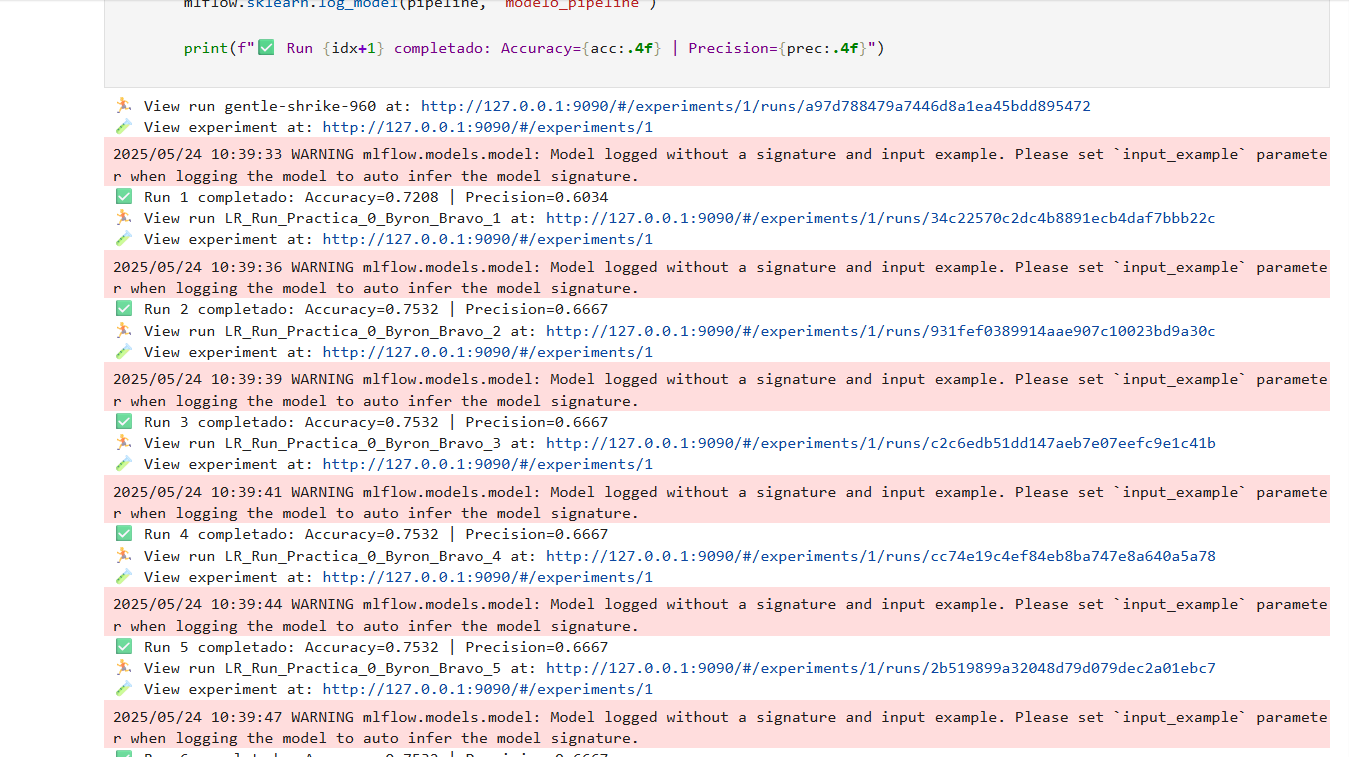 mlflow.sklearn.log_model(pipeline, "modelo_pipeline")
print(f"✅ Run {idx+1} completado: Accuracy={acc:.4f} | Precision={prec:.4f}")
🏃 View run gentle-shrike-960 at: http://127.0.0.1:9090/#/experiments/1/runs/a97d788479a7446d8a1ea45bdd895472
🧪 View experiment at: http://127.0.0.1:9090/#/experiments/1
2025/05/24 10:39:33 WARNING mlflow.models.model: Model logged without a signature and input example. Please set `input_example` paramete
r when logging the model to auto infer the model signature.
✅ Run 1 completado: Accuracy=0.7208 | Precision=0.6034
🏃 View run LR_Run_Practica_0_Byron_Bravo_1 at: http://127.0.0.1:9090/#/experiments/1/runs/34c22570c2dc4b8891ecb4daf7bbb22c
🧪 View experiment at: http://127.0.0.1:9090/#/experiments/1
2025/05/24 10:39:36 WARNING mlflow.models.model: Model logged without a signature and input example. Please set `input_example` paramete
r when logging the model to auto infer the model signature.
✅ Run 2 completado: Accuracy=0.7532 | Precision=0.6667
🏃 View run LR_Run_Practica_0_Byron_Bravo_2 at: http://127.0.0.1:9090/#/experiments/1/runs/931fef0389914aae907c10023bd9a30c
🧪 View experiment at: http://127.0.0.1:9090/#/experiments/1
2025/05/24 10:39:39 WARNING mlflow.models.model: Model logged without a signature and input example. Please set `input_example` paramete
r when logging the model to auto infer the model signature.
✅ Run 3 completado: Accuracy=0.7532 | Precision=0.6667
🏃 View run LR_Run_Practica_0_Byron_Bravo_3 at: http://127.0.0.1:9090/#/experiments/1/runs/c2c6edb51dd147aeb7e07eefc9e1c41b
🧪 View experiment at: http://127.0.0.1:9090/#/experiments/1
2025/05/24 10:39:41 WARNING mlflow.models.model: Model logged without a signature and input example. Please set `input_example` paramete
r when logging the model to auto infer the model signature.
✅ Run 4 completado: Accuracy=0.7532 | Precision=0.6667
🏃 View run LR_Run_Practica_0_Byron_Bravo_4 at: http://127.0.0.1:9090/#/experiments/1/runs/cc74e19c4ef84eb8ba747e8a640a5a78
🧪 View experiment at: http://127.0.0.1:9090/#/experiments/1
2025/05/24 10:39:44 WARNING mlflow.models.model: Model logged without a signature and input example. Please set `input_example` paramete
r when logging the model to auto infer the model signature.
✅ Run 5 completado: Accuracy=0.7532 | Precision=0.6667
🏃 View run LR_Run_Practica_0_Byron_Bravo_5 at: http://127.0.0.1:9090/#/experiments/1/runs/2b519899a32048d79d079dec2a01ebc7
🧪 View experiment at: http://127.0.0.1:9090/#/experiments/1
2025/05/24 10:39:47 WARNING mlflow.models.model: Model logged without a signature and input example. Please set `input_example` paramete
r when logging the model to auto infer the model signature.